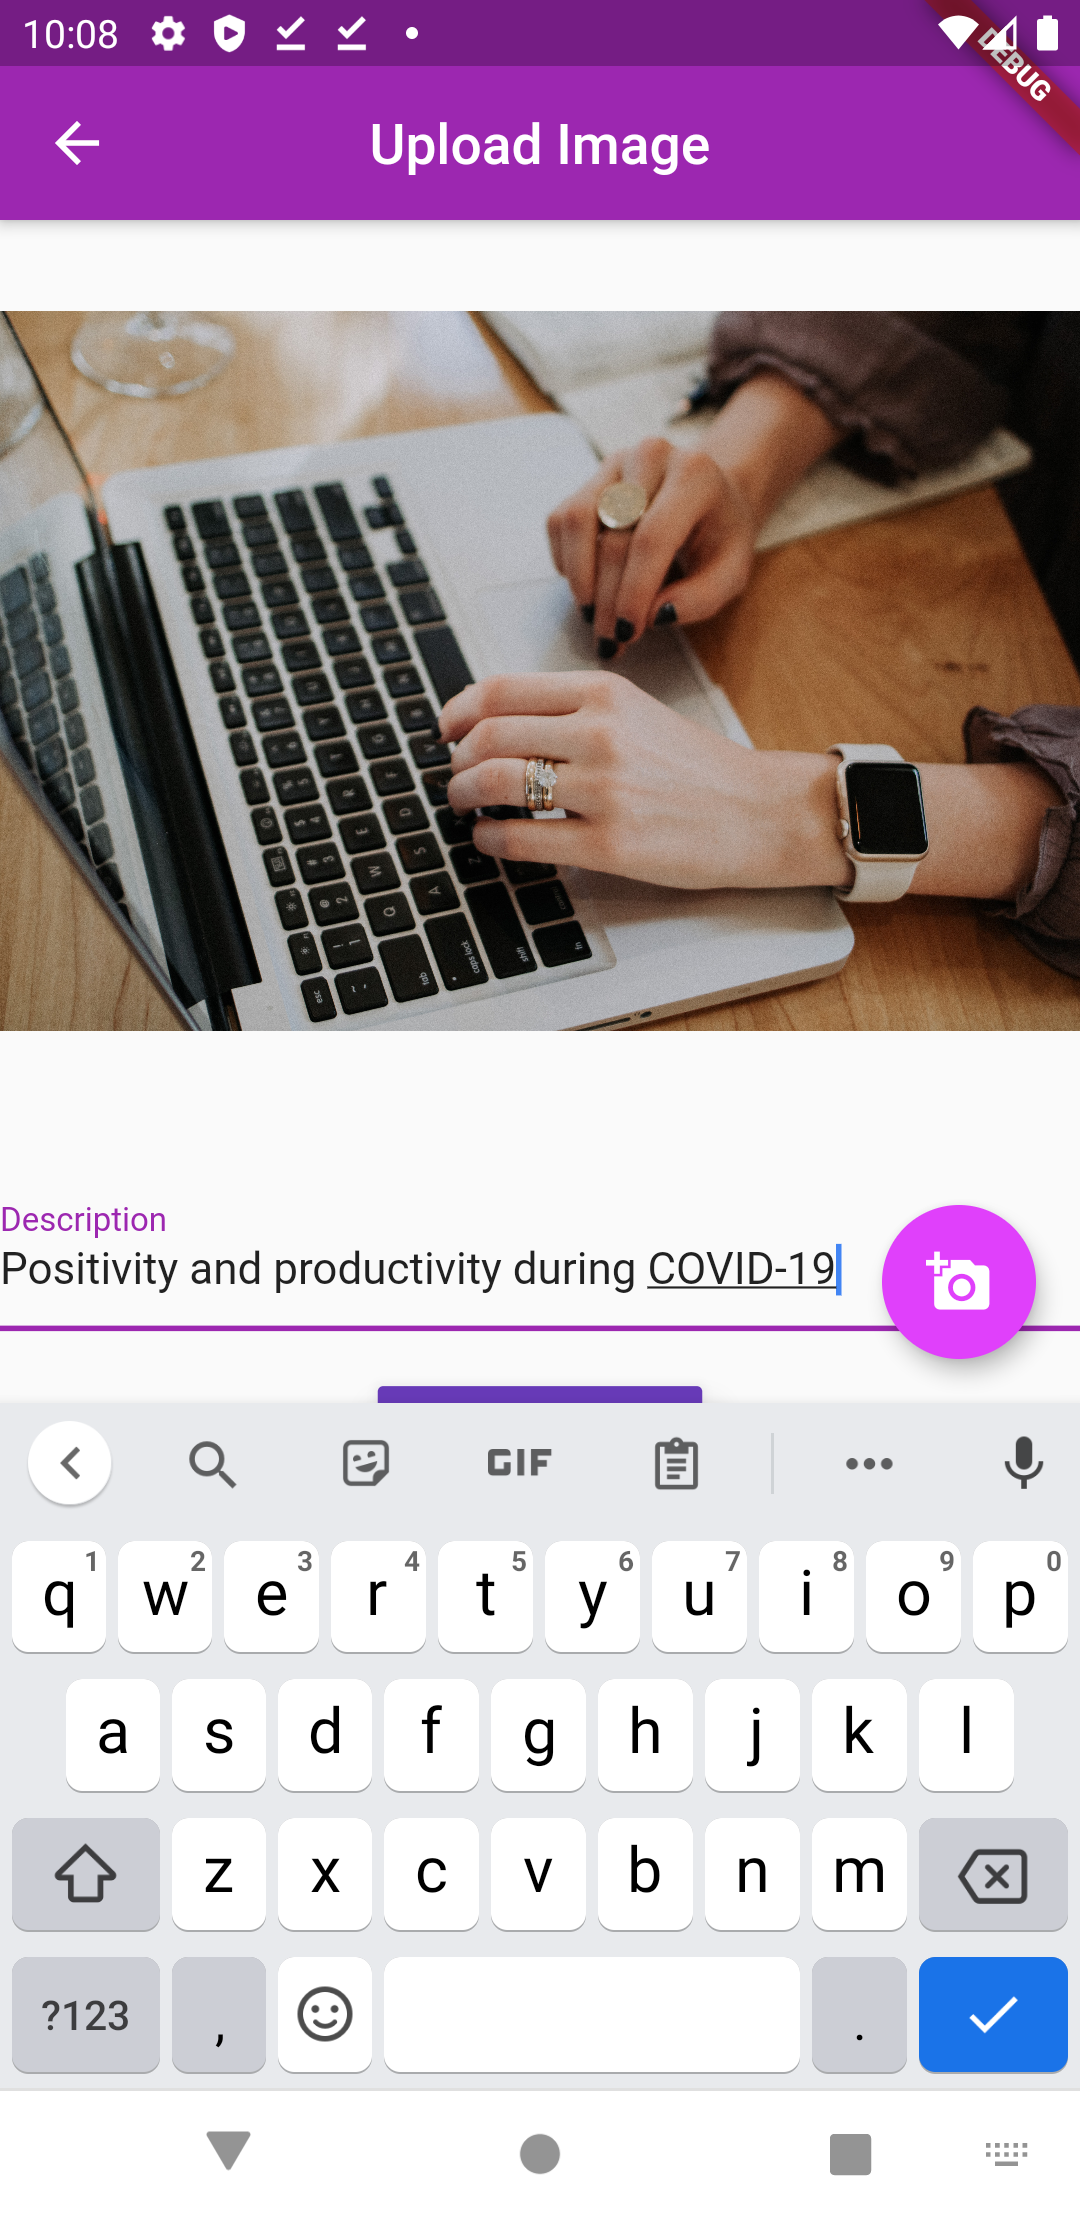 10:08
DEBUG
Upload Image
Description
Positivity and productivity during COVID-19
GIF
q 1 w 2 e 3 r 4 t 5 y 6 u 7 i 8 o 9 p 0
a s d f g h j k l
z x c v b n m
?123 , .